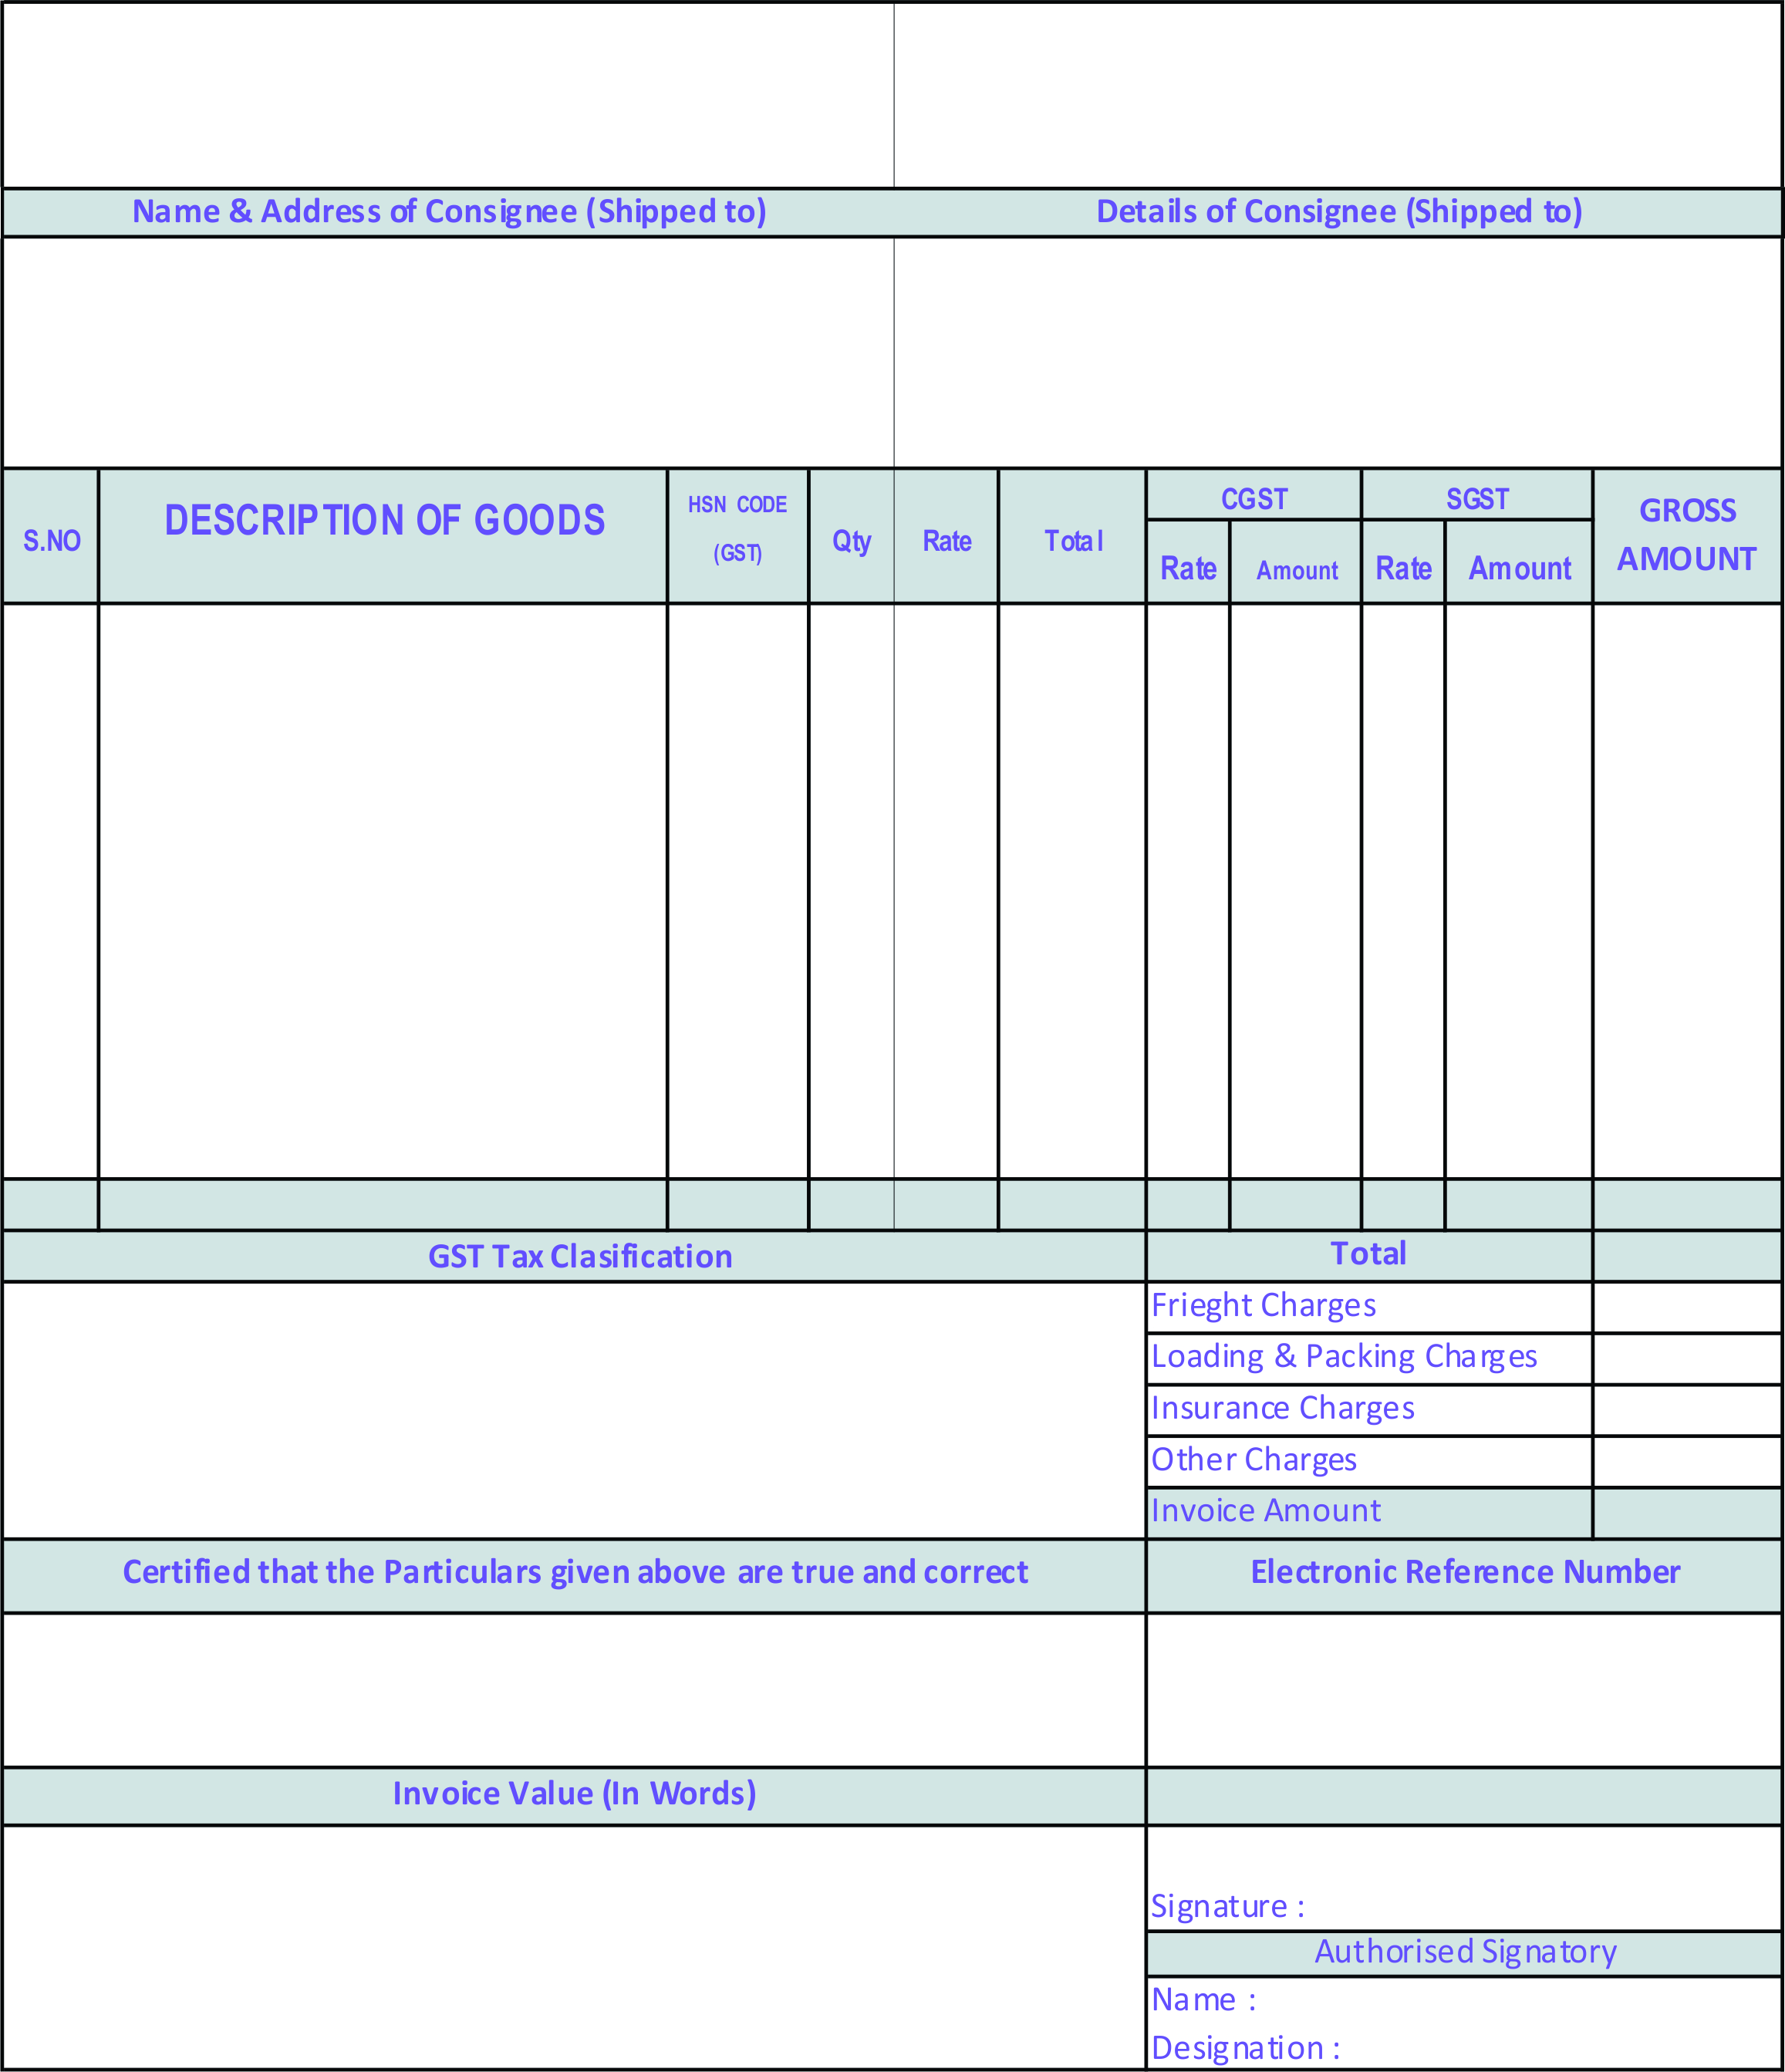 Name & Address of Consignee (Shipped to)
Details of Consignee (Shipped to)
S.NO
DESCRIPTION OF GOODS
HSN CODE
(GST)
Qty
Rate
Total
CGST
SGST
Rate
Amount
Rate
Amount
GROSS
AMOUNT
GST Tax Clasification
Total
Frieght Charges
Loading & Packing Charges
Insurance Charges
Other Charges
Invoice Amount
Certified that the Particulars given above are true and correct
Electronic Reference Number
Invoice Value (In Words)
Signature :
Authorised Signatory
Name :
Designation :